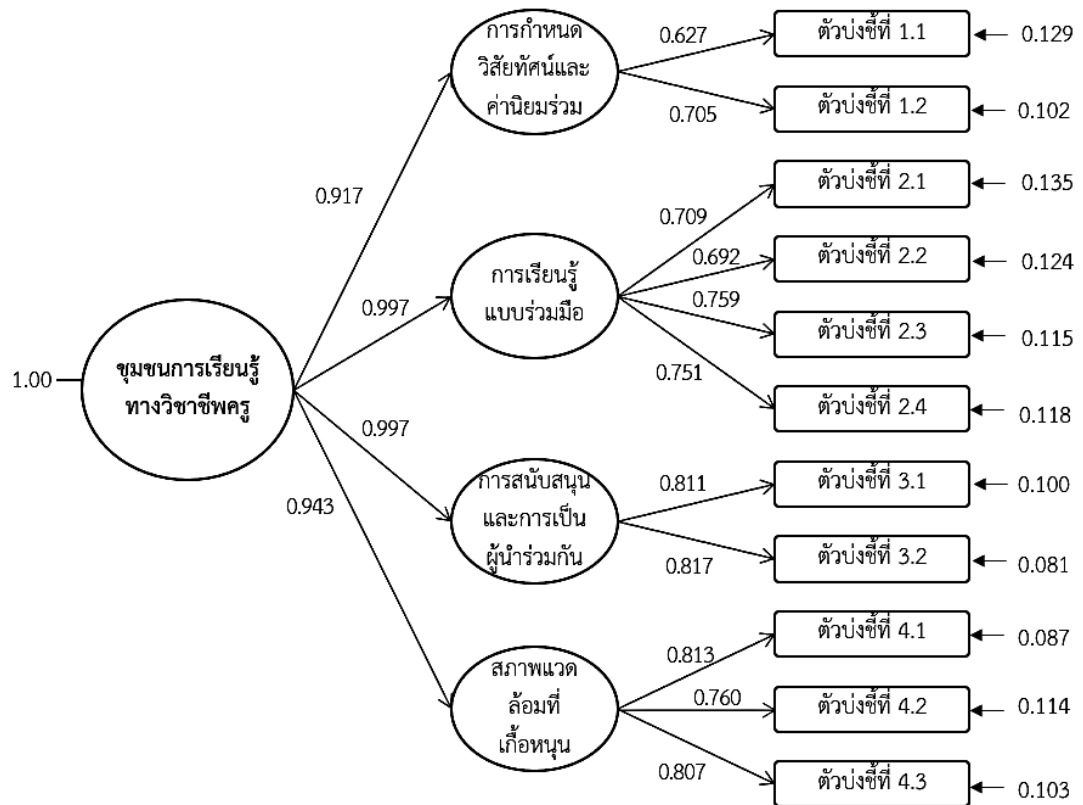 การกำหนด
วิสัยทัศน์และ
ค่านิยมร่วม
0.627
0.705
ตัวบ่งชี้ที่ 1.1
0.129
ตัวบ่งชี้ที่ 1.2
0.102
0.917
การเรียนรู้
แบบร่วมมือ
0.709
0.692
0.759
0.751
ตัวบ่งชี้ที่ 2.1
0.135
ตัวบ่งชี้ที่ 2.2
0.124
ตัวบ่งชี้ที่ 2.3
0.115
ตัวบ่งชี้ที่ 2.4
0.118
0.997
1.00
ชุมชนการเรียนรู้
ทางวิชาชีพครู
0.997
การสนับสนุน
และการเป็น
ผู้นำร่วมกัน
0.811
0.817
ตัวบ่งชี้ที่ 3.1
0.100
ตัวบ่งชี้ที่ 3.2
0.081
0.943
สภาพแวด
ล้อมที่
เกื้อหนุน
0.813
0.760
0.807
ตัวบ่งชี้ที่ 4.1
0.087
ตัวบ่งชี้ที่ 4.2
0.114
ตัวบ่งชี้ที่ 4.3
0.103